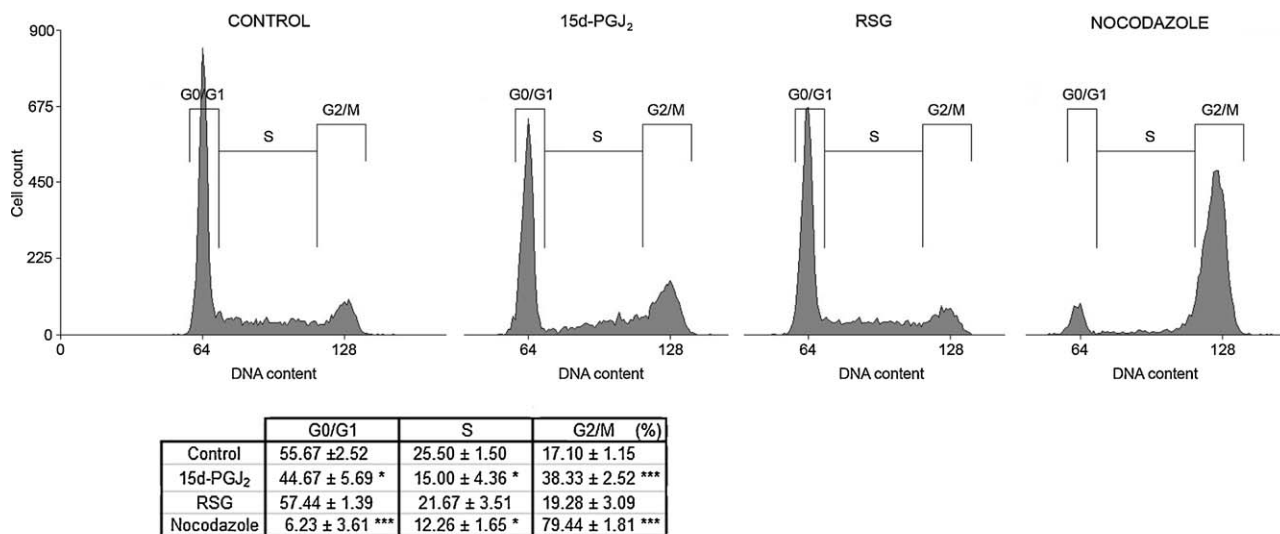 CONTROL 15d-PGJ₂ RSG NOCODAZOLE
900
675
450
225
0
Cell count
G0/G1 S G2/M
G0/G1 S G2/M
G0/G1 S G2/M
G0/G1 S G2/M
0 64 128 64 128 64 128 64 128
DNA content DNA content DNA content DNA content
G0/G1 S G2/M (%)
Control 55.67 ±2.52 25.50 ± 1.50 17.10 ± 1.15
15d-PGJ₂ 44.67 ± 5.69 * 15.00 ± 4.36 * 38.33 ± 2.52 ***
RSG 57.44 ± 1.39 21.67 ± 3.51 19.28 ± 3.09
Nocodazole 6.23 ± 3.61 *** 12.26 ± 1.65 * 79.44 ± 1.81 ***